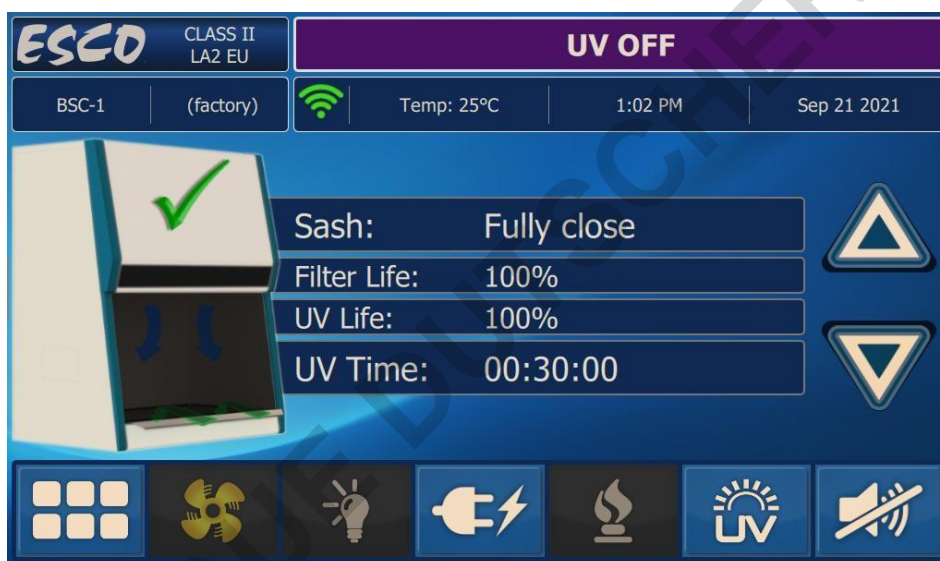 ESCO
CLASS II
LA2 EU
UV OFF
BSC-1
(factory)
Temp: 25°C
1:02 PM
Sep 21 2021
Sash: Fully close
Filter Life: 100%
UV Life: 100%
UV Time: 00:30:00
UV